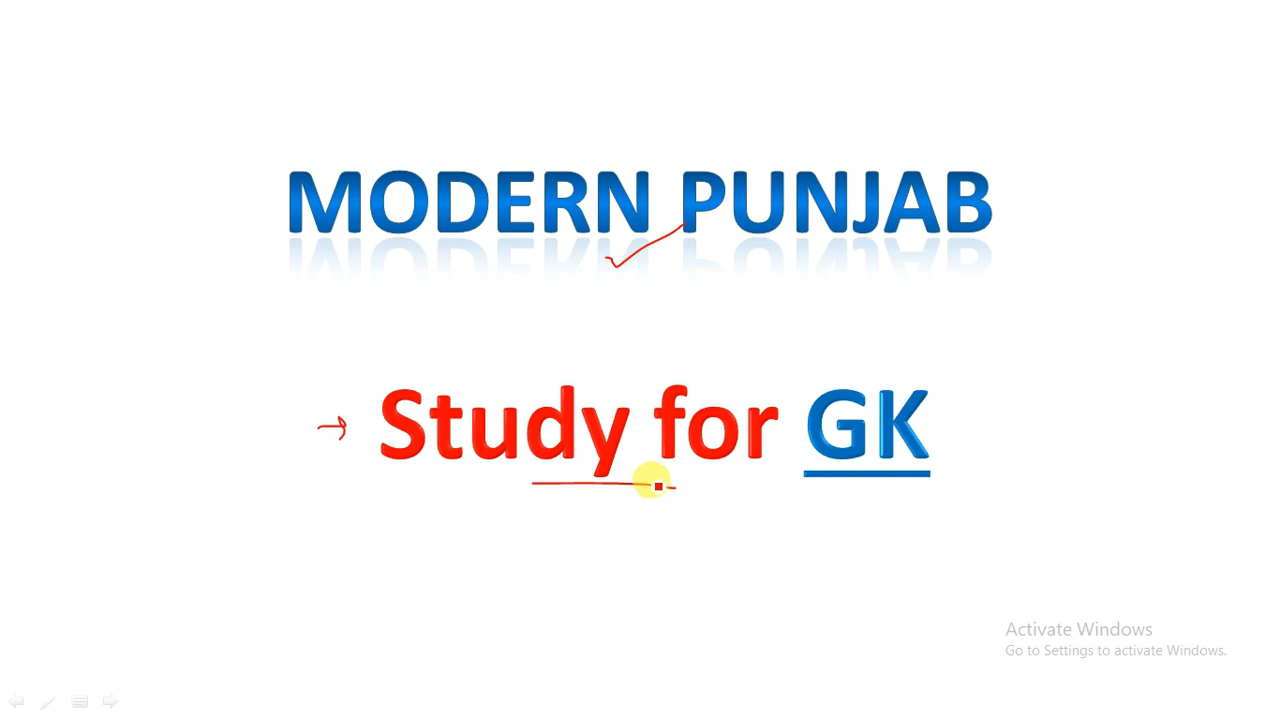 MODERN PUNJAB
Study for GK
Activate Windows
Go to Settings to activate Windows.